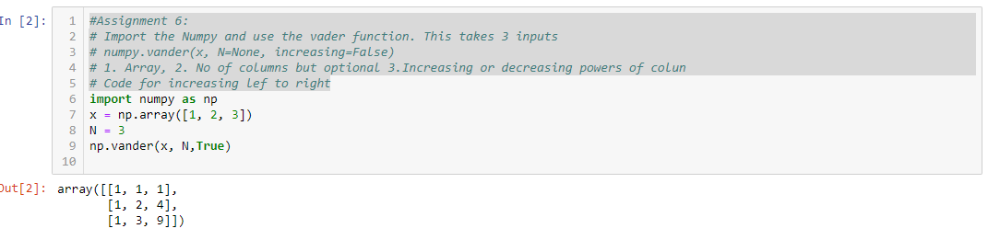 In [2]:
1 #Assignment 6:
2 # Import the Numpy and use the vader function. This takes 3 inputs
3 # numpy.vander(x, N=None, increasing=False)
4 # 1. Array, 2. No of columns but optional 3.Increasing or decreasing powers of colun
5 # Code for increasing lef to right
6 import numpy as np
7 x = np.array([1, 2, 3])
8 N = 3
9 np.vander(x, N,True)
10
Out[2]: array([[1, 1, 1],
[1, 2, 4],
[1, 3, 9]])